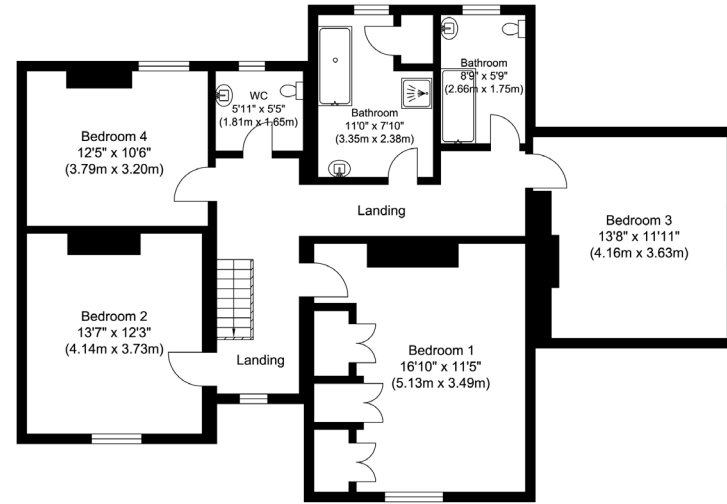 Bedroom 4
12'5" x 10'6"
(3.79m x 3.20m)
WC
5'11" x 5'5"
(1.81m x 1.65m)
Bathroom
11'0" x 7'10"
(3.35m x 2.38m)
Bathroom
8'9" x 5'9"
(2.66m x 1.75m)
Landing
Bedroom 3
13'8" x 11'11"
(4.16m x 3.63m)
Bedroom 2
13'7" x 12'3"
(4.14m x 3.73m)
Landing
Bedroom 1
16'10" x 11'5"
(5.13m x 3.49m)